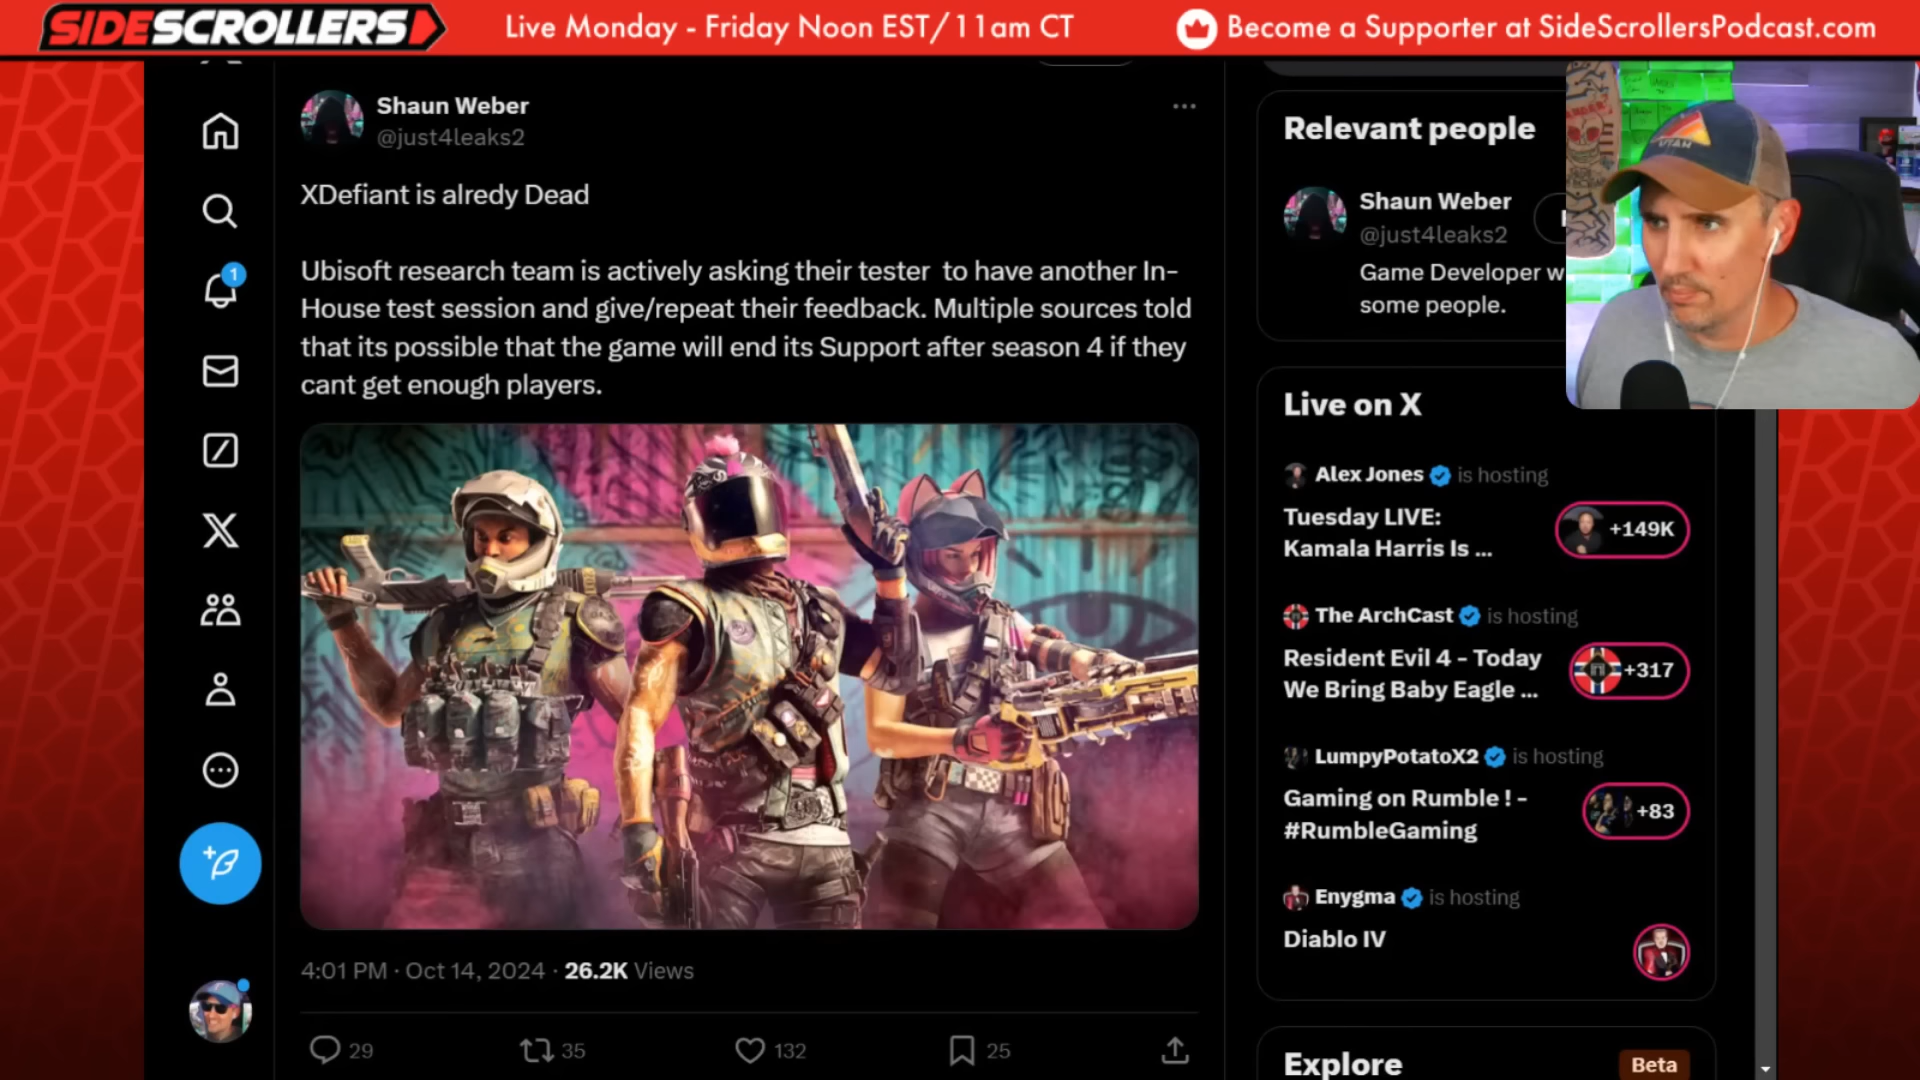 SIDESCROLLERS
Live Monday - Friday Noon EST/11am CT
Become a Supporter at SideScrollersPodcast.com
Shaun Weber
@just4leaks2
XDefiant is alredy Dead
Ubisoft research team is actively asking their tester to have another In-
House test session and give/repeat their feedback. Multiple sources told
that its possible that the game will end its Support after season 4 if they
cant get enough players.
4:01 PM · Oct 14, 2024 · 26.2K Views
29
35
132
25
1
Relevant people
Shaun Weber
@just4leaks2
Game Developer w
some people.
UTAH
Live on X
Alex Jones is hosting
Tuesday LIVE:
Kamala Harris Is ...
+149K
The ArchCast is hosting
Resident Evil 4 - Today
We Bring Baby Eagle ...
+317
LumpyPotatoX2 is hosting
Gaming on Rumble ! -
#RumbleGaming
+83
Enygma is hosting
Diablo IV
Explore
Beta